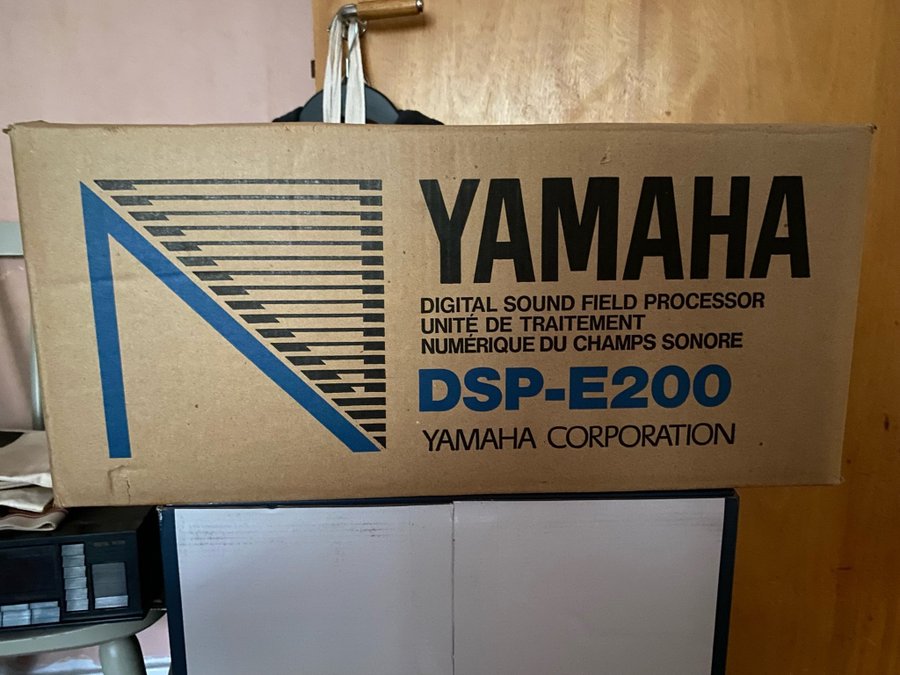 YAMAHA
DIGITAL SOUND FIELD PROCESSOR
UNITÉ DE TRAITEMENT
NUMÉRIQUE DU CHAMPS SONORE
DSP-E200
YAMAHA CORPORATION